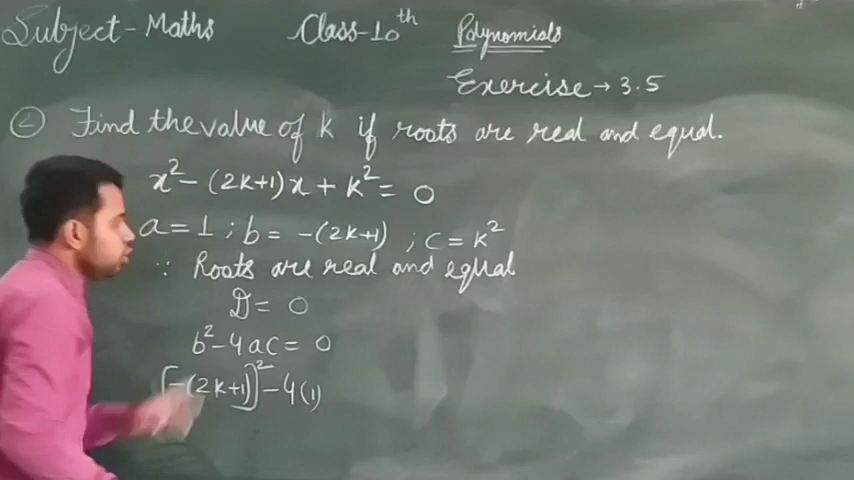 Subject - Maths Class-10th Polynomials
Exercise → 3.5
② Find the value of K if roots are real and equal.
x² - (2K+1)x + K² = 0
a = 1 ; b = -(2K+1) ; c = K²
∵ Roots are real and equal
D = 0
b² - 4ac = 0
[-(2K+1)]² - 4(1)